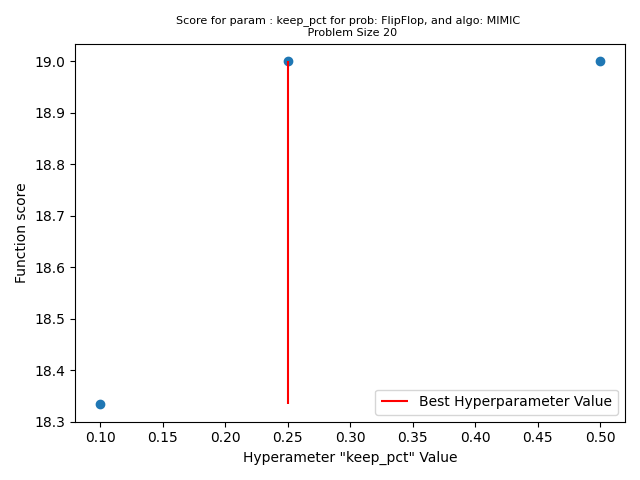 Score for param : keep_pct for prob: FlipFlop, and algo: MIMIC
Problem Size 20
19.0
18.9
18.8
18.7
18.6
18.5
18.4
18.3
Function score
Best Hyperparameter Value
0.10 0.15 0.20 0.25 0.30 0.35 0.40 0.45 0.50
Hyperameter "keep_pct" Value